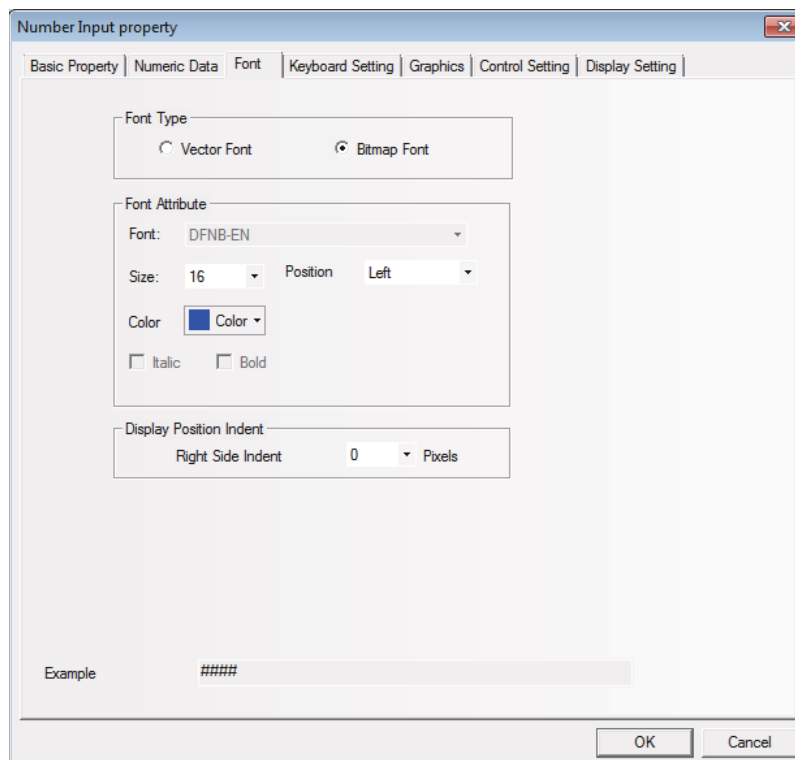 Number Input property
Basic Property Numeric Data Font Keyboard Setting Graphics Control Setting Display Setting
Font Type
Vector Font Bitmap Font
Font Attribute
Font: DFNB-EN
Size: 16 Position Left
Color Color
Italic Bold
Display Position Indent
Right Side Indent 0 Pixels
Example ####
OK Cancel